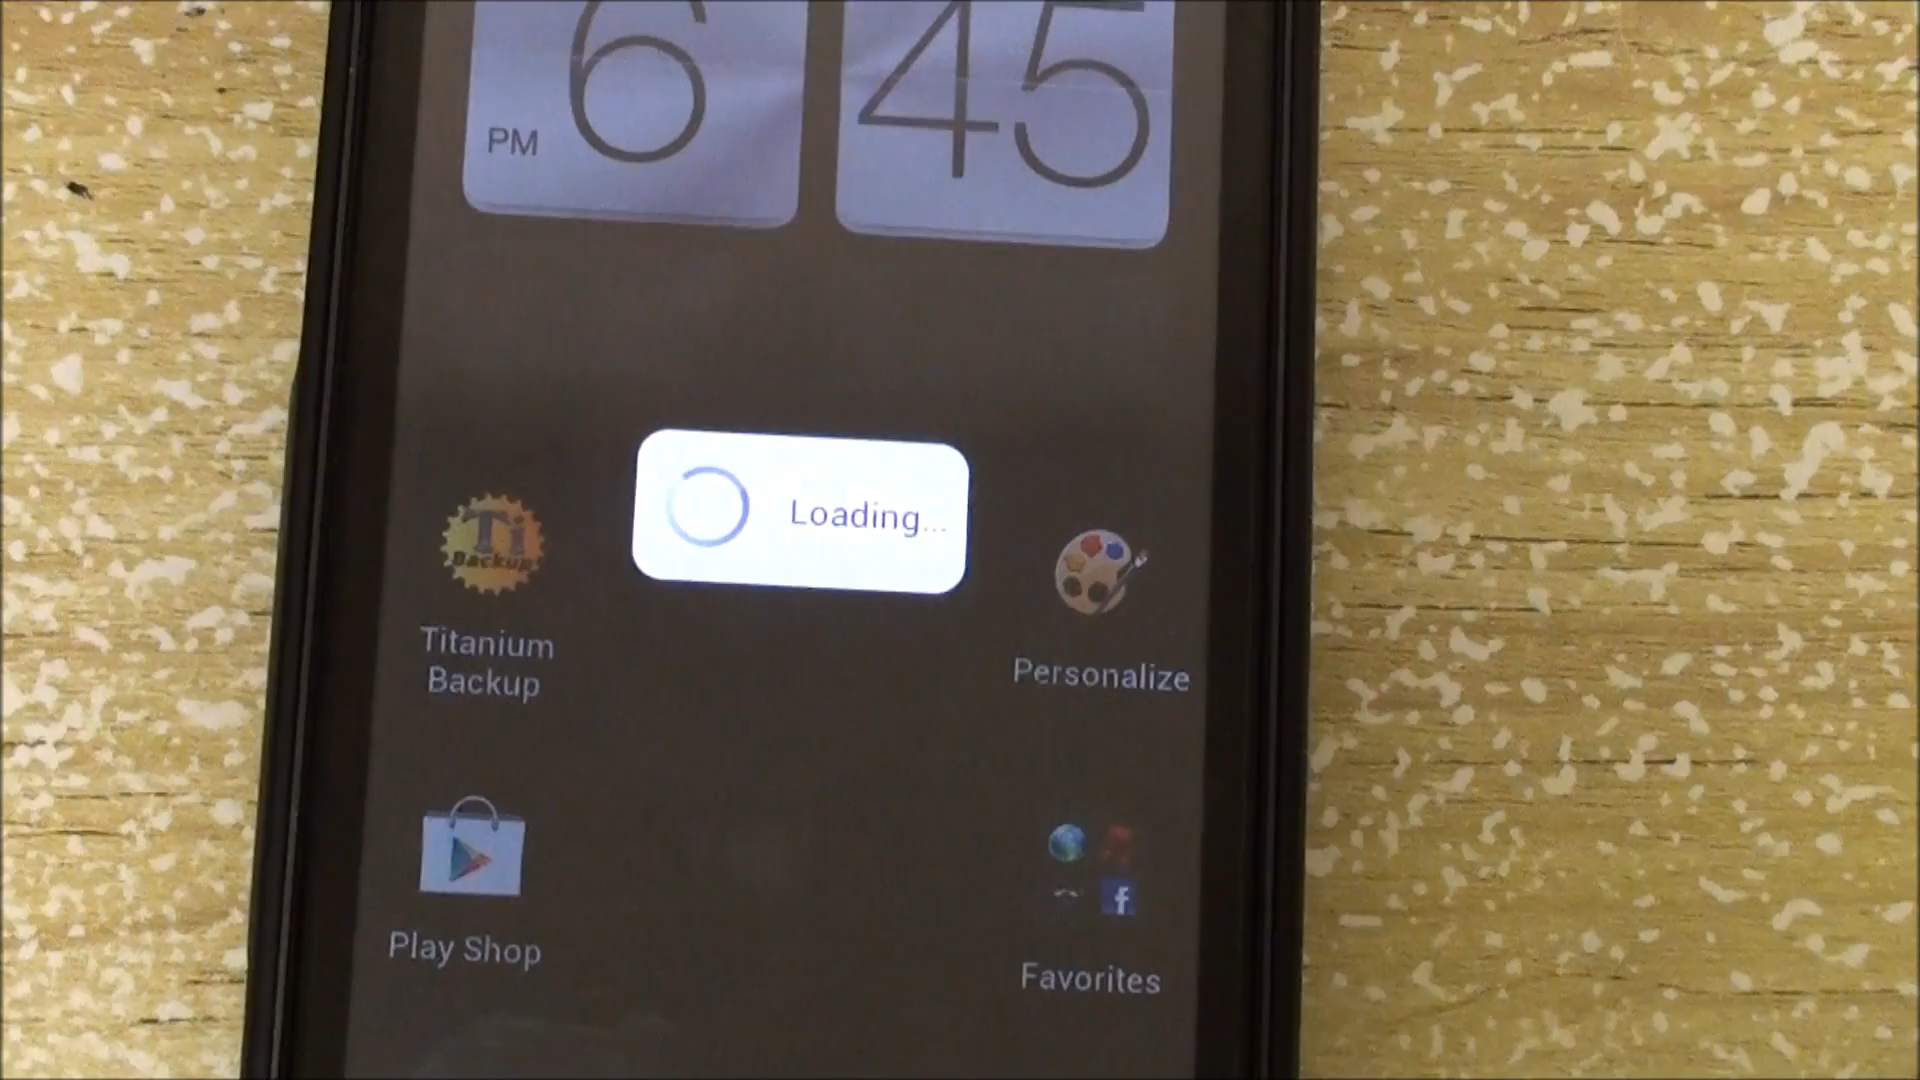 PM 6 45
Loading...
Ti
Backup
Titanium
Backup
Personalize
Play Shop
f
Favorites